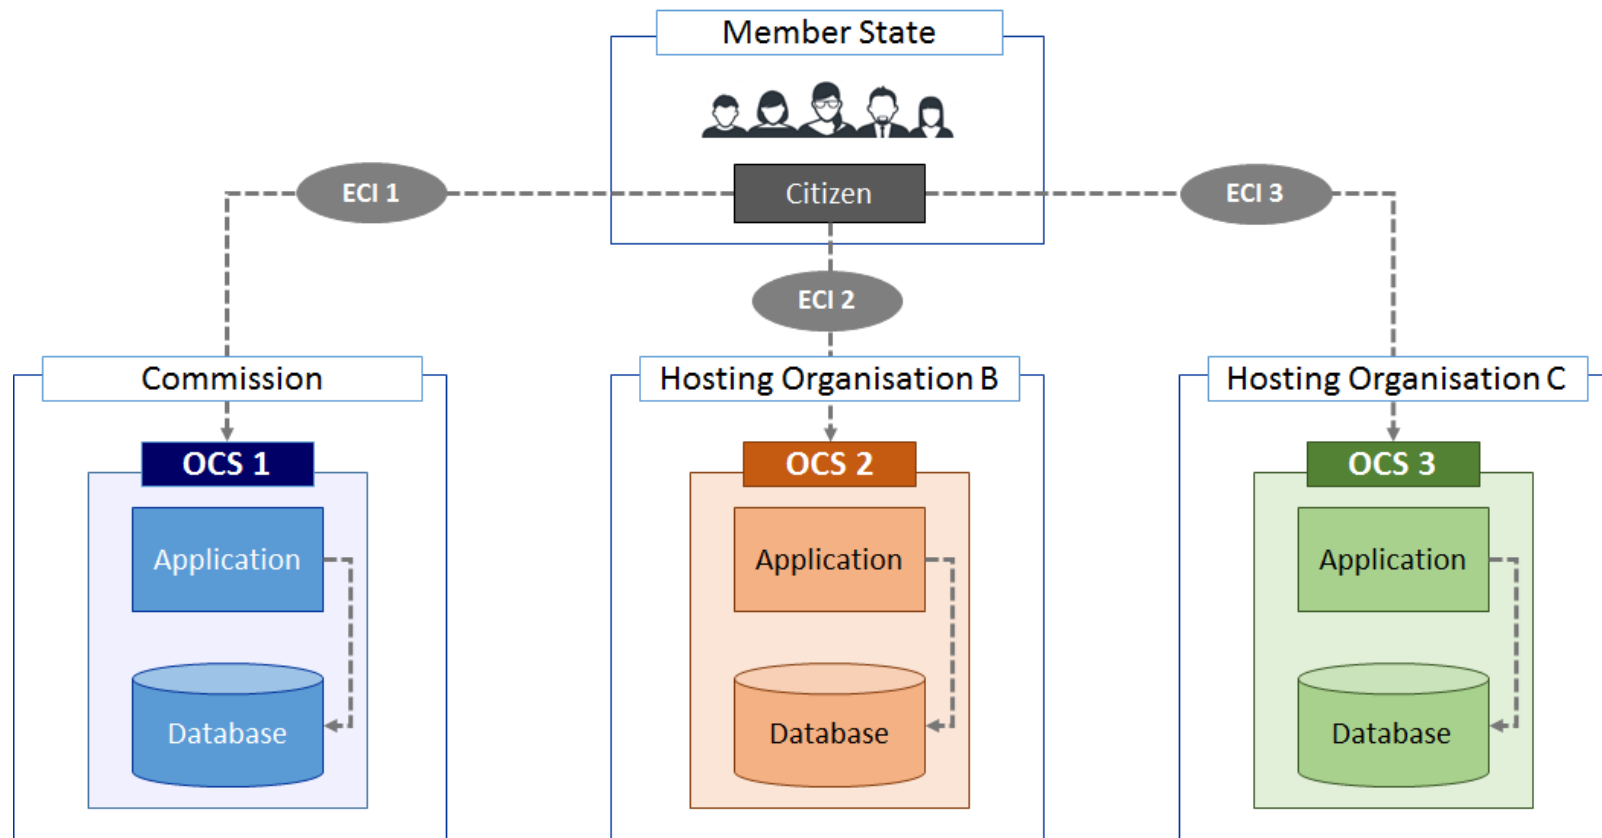 Member State
Citizen
ECI 1
ECI 3
ECI 2
Commission
Hosting Organisation B
Hosting Organisation C
OCS 1
OCS 2
OCS 3
Application
Application
Application
Database
Database
Database